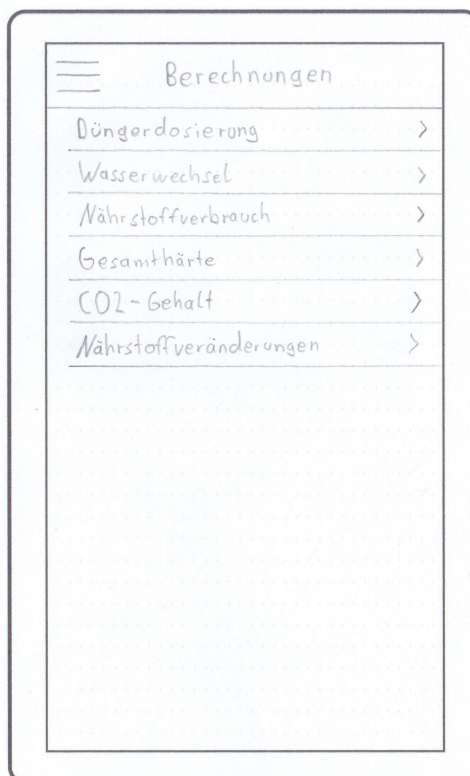 Berechnungen
Düngerdosierung
Wasserwechsel
Nährstoffverbrauch
Gesamthärte
CO2-Gehalt
Nährstoffveränderungen